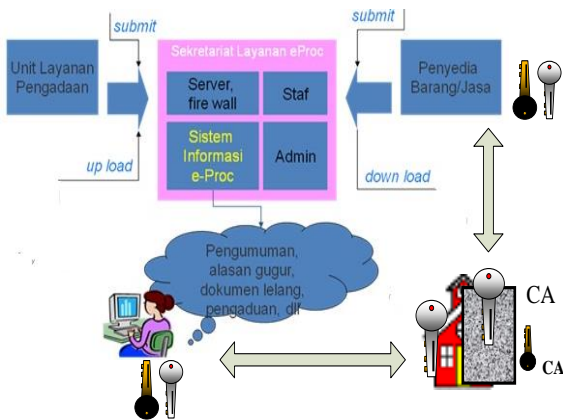 submit
submit
Sekretariat Layanan eProc
Unit Layanan
Pengadaan
Server,
fire wall
Staf
Penyedia
Barang/Jasa
Sistem
Informasi
e-Proc
Admin
up load
down load
Pengumuman,
alasan gugur,
dokumen lelang,
pengaduan, dll
CA
CA